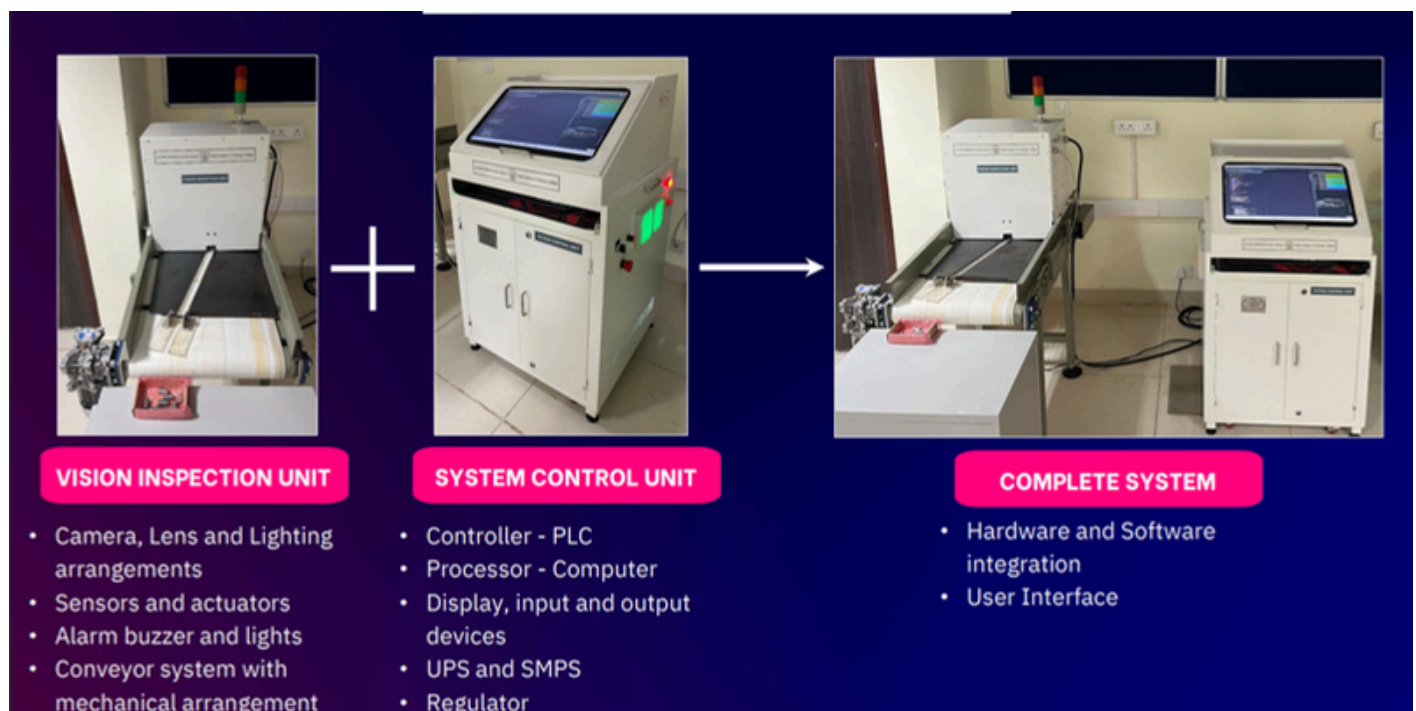 VISION INSPECTION UNIT
• Camera, Lens and Lighting
arrangements
• Sensors and actuators
• Alarm buzzer and lights
• Conveyor system with
mechanical arrangement
SYSTEM CONTROL UNIT
• Controller - PLC
• Processor - Computer
• Display, input and output
devices
• UPS and SMPS
• Regulator
COMPLETE SYSTEM
• Hardware and Software
integration
• User Interface